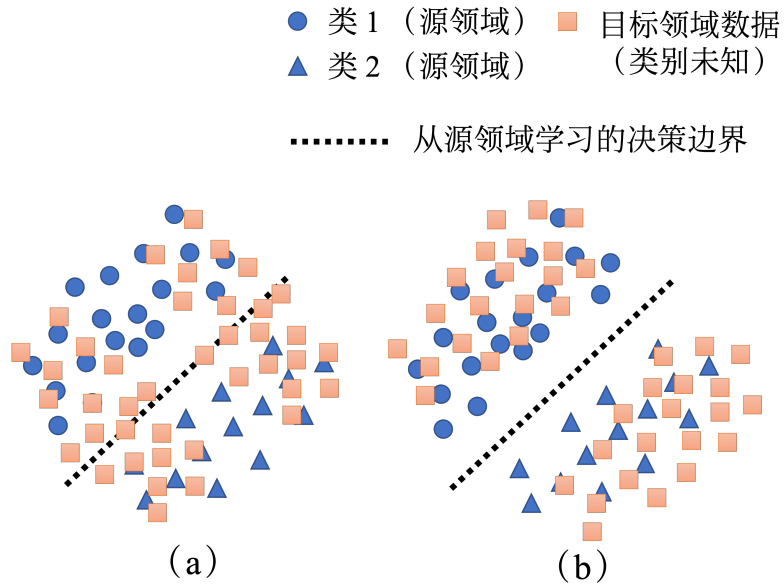 类 1（源领域）
目标领域数据
类 2（源领域）
（类别未知）
从源领域学习的决策边界
（a）
（b）